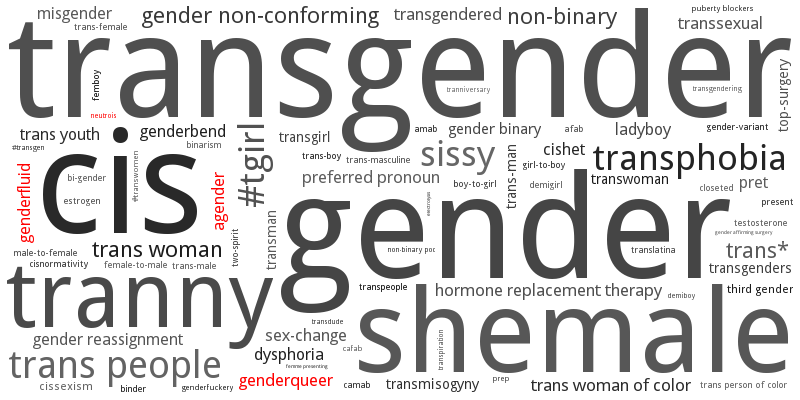 misgender
gender non-conforming
transgendered
non-binary
puberty blockers
transsexual
trans-female
transgender
femboy
tranniversary
transgendering
top-surgery
neutrois
trans youth
genderbend
binarism
#tgirl
transgirl
amab
gender binary
afab
ladyboy
gender-variant
#transgen
cis
trans-boy
trans-masculine
sissy
trans-man
cishet
transphobia
girl-to-boy
genderfluid
bi-gender
estrogen
#transwomen
agender
preferred pronoun
boy-to-girl
demigirl
transwoman
closeted
pret
present
gender
transman
two-spirit
testosterone
gender affirming surgery
male-to-female
trans woman
non-binary poc
translatina
trans*
cisnormativity
female-to-male
trans-male
transgenders
tranny
transpeople
hormone replacement therapy
demiboy
third gender
transdude
shemale
gender reassignment
sex-change
transpiration
trans people
dysphoria
cafab
femme presenting
cissexism
binder
genderfuckery
genderqueer
camab
transmisogyny
prep
trans woman of color
trans person of color